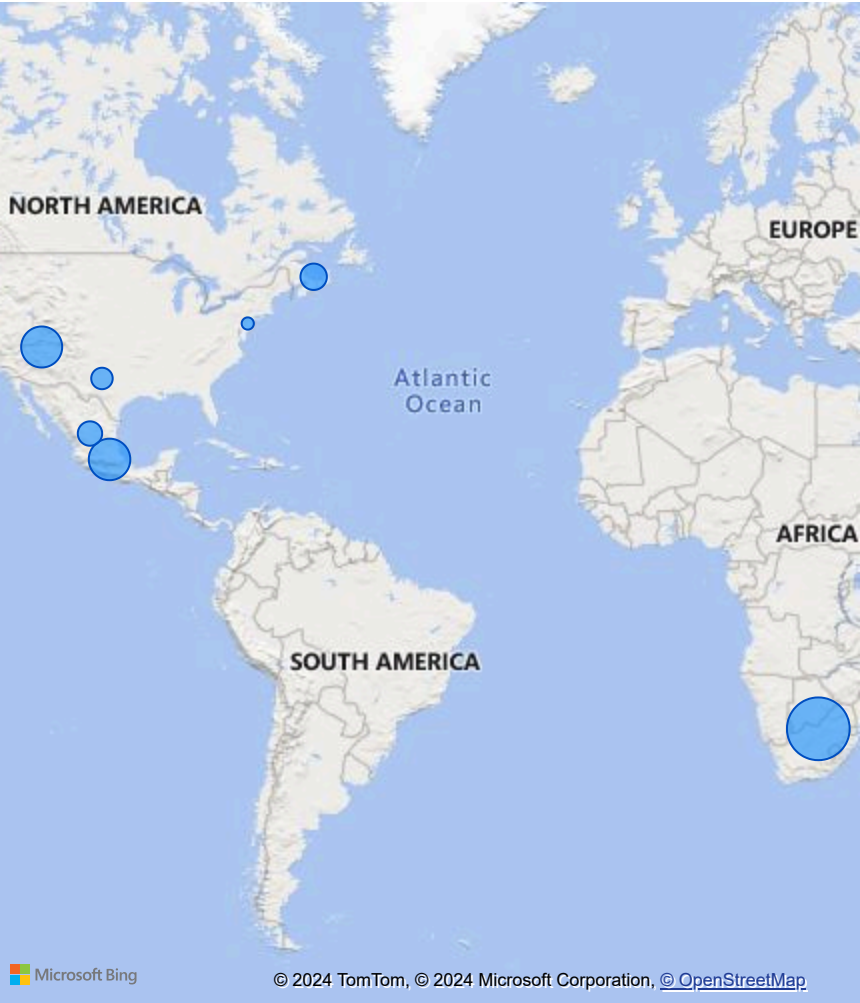 NORTH AMERICA
EUROPE
Atlantic
Ocean
AFRICA
SOUTH AMERICA
Microsoft Bing
© 2024 TomTom, © 2024 Microsoft Corporation, © OpenStreetMap